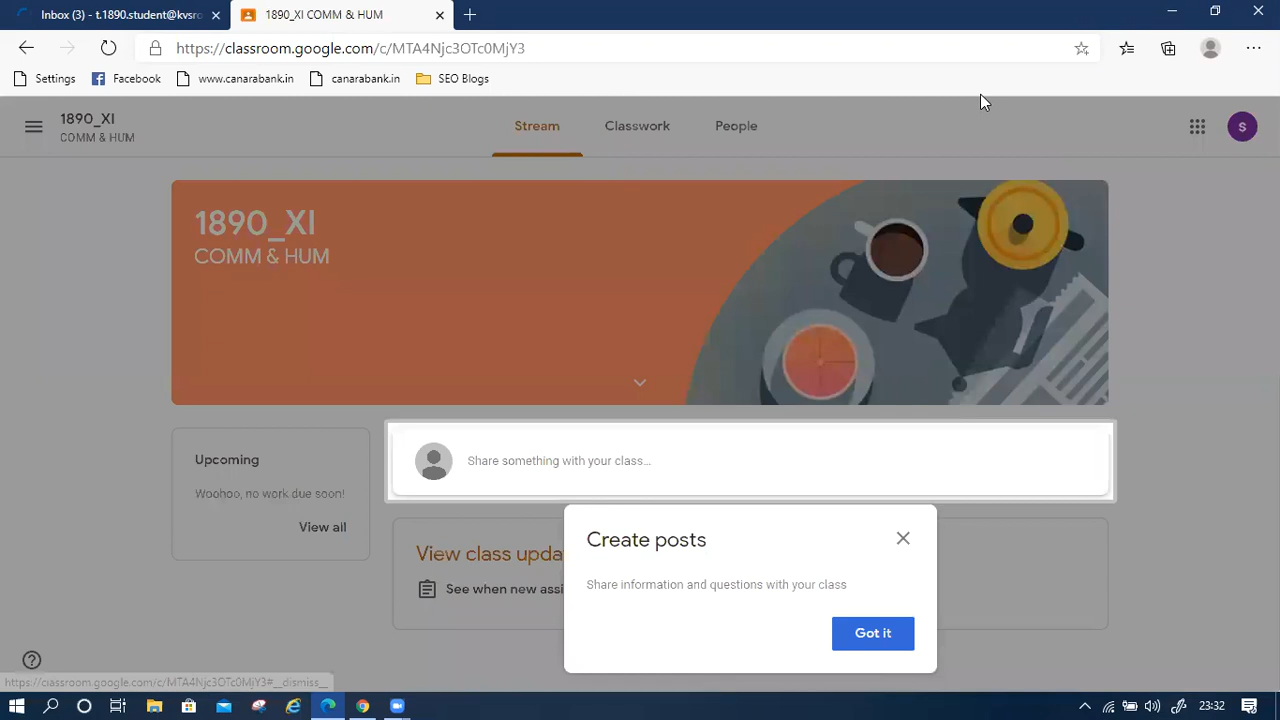 Inbox (3) - t.1890.student@kvsro
1890_XI COMM & HUM
https://classroom.google.com/c/MTA4Njc3OTc0MjY3
Settings
Facebook
www.canarabank.in
canarabank.in
SEO Blogs
1890_XI
COMM & HUM
Stream
Classwork
People
S
1890_XI
COMM & HUM
Upcoming
Woohoo, no work due soon!
View all
Share something with your class...
View class upda
See when new assi
Create posts
Share information and questions with your class
Got it
https://classroom.google.com/c/MTA4Njc3OTc0MjY3#__dismiss__
23:32